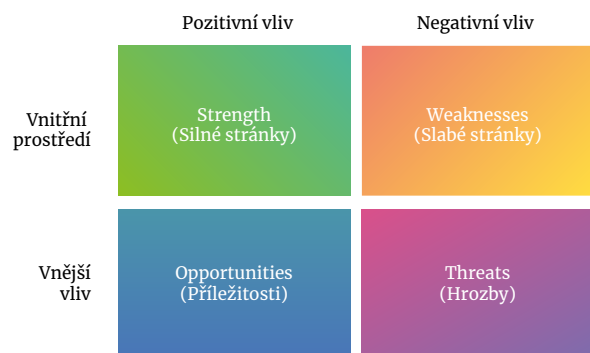 Pozitivní vliv
Negativní vliv
Vnitřní
prostředí
Strength
(Silné stránky)
Weaknesses
(Slabé stránky)
Vnější
vliv
Opportunities
(Příležitosti)
Threats
(Hrozby)